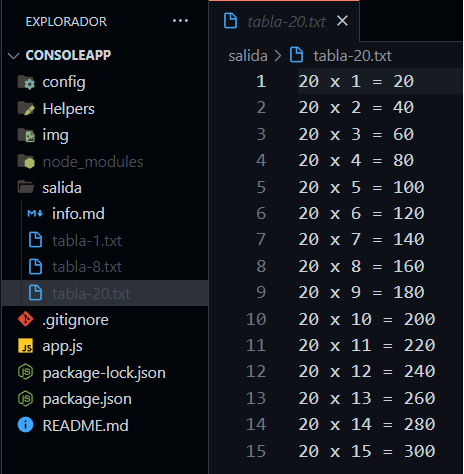 EXPLORADOR ...
CONSOLEAPP
config
Helpers
img
node_modules
salida
info.md
tabla-1.txt
tabla-8.txt
tabla-20.txt
.gitignore
JS app.js
package-lock.json
package.json
README.md
tabla-20.txt
salida > tabla-20.txt
1 20 x 1 = 20
2 20 x 2 = 40
3 20 x 3 = 60
4 20 x 4 = 80
5 20 x 5 = 100
6 20 x 6 = 120
7 20 x 7 = 140
8 20 x 8 = 160
9 20 x 9 = 180
10 20 x 10 = 200
11 20 x 11 = 220
12 20 x 12 = 240
13 20 x 13 = 260
14 20 x 14 = 280
15 20 x 15 = 300